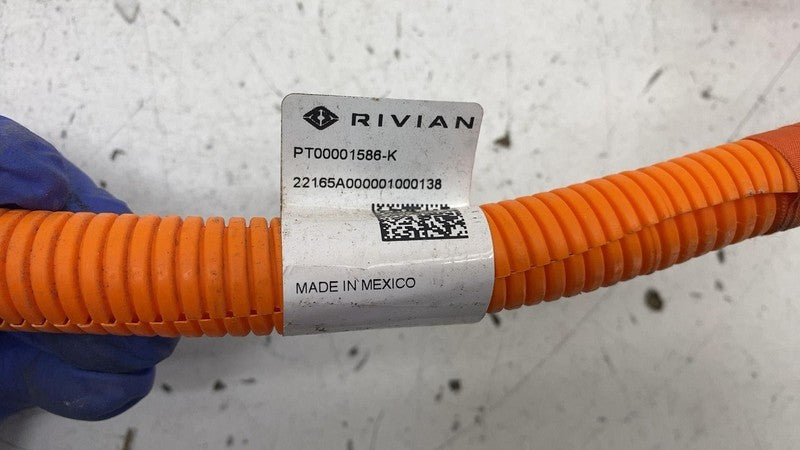 RIVIAN
PT00001586-K
22165A000001000138
MADE IN MEXICO